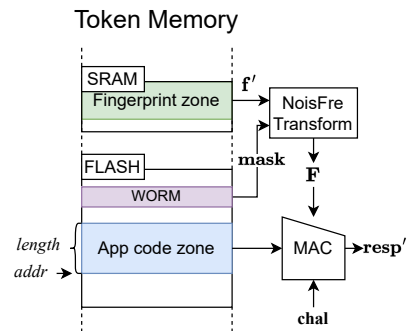 Token Memory
SRAM
Fingerprint zone
f′
NoisFre
Transform
FLASH
mask
WORM
F
length
addr
App code zone
MAC
resp′
chal